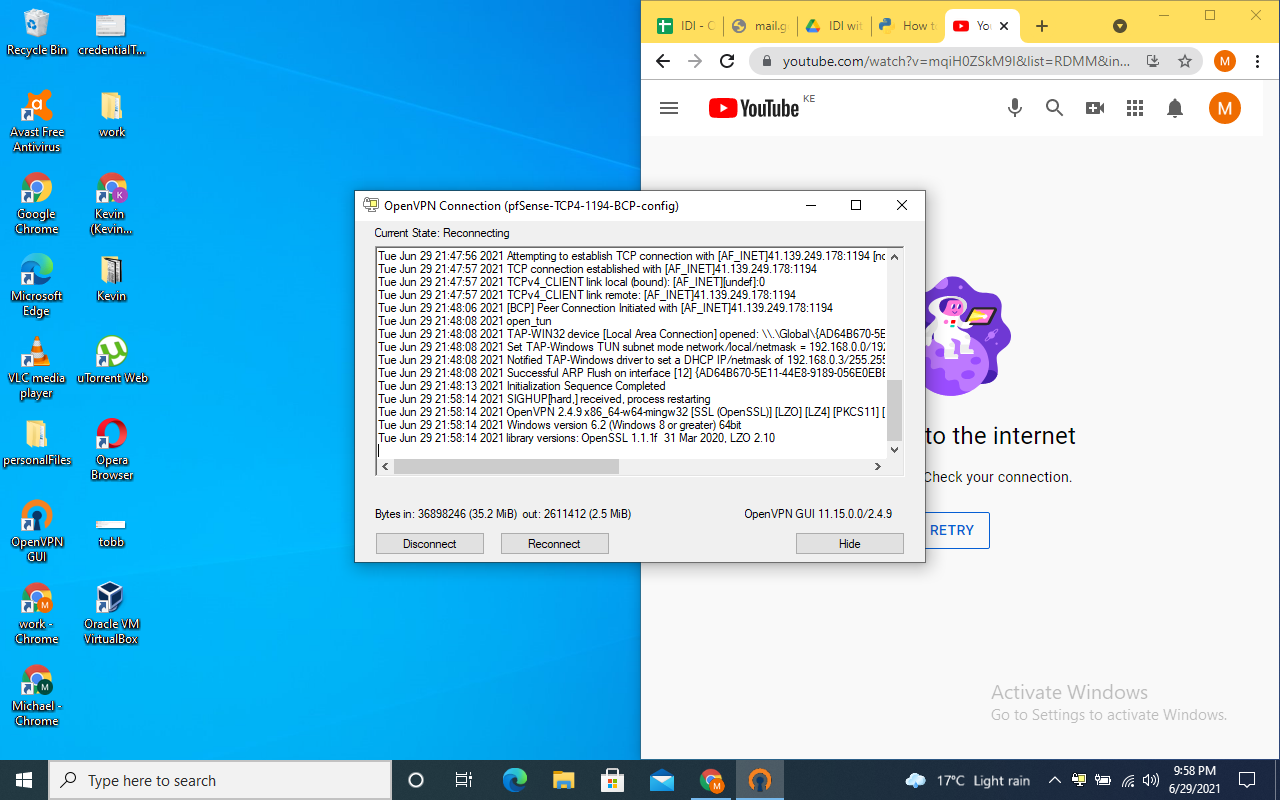 Recycle Bin
credentialT...
Avast Free
Antivirus
work
Google
Chrome
Kevin
(Kevin...
Microsoft
Edge
Kevin
VLC media
player
uTorrent Web
personalFiles
Opera
Browser
OpenVPN
GUI
tobb
work -
Chrome
Oracle VM
VirtualBox
Michael -
Chrome
IDI - C
mail.g
IDI wit
How to
You
youtube.com/watch?v=mqiH0ZSkM9I&list=RDMM&in...
M
YouTube KE
M
OpenVPN Connection (pfSense-TCP4-1194-BCP-config)
Current State: Reconnecting
Tue Jun 29 21:47:56 2021 Attempting to establish TCP connection with [AF_INET]41.139.249.178:1194 [nc
Tue Jun 29 21:47:57 2021 TCP connection established with [AF_INET]41.139.249.178:1194
Tue Jun 29 21:47:57 2021 TCPv4_CLIENT link local (bound): [AF_INET][undef]:0
Tue Jun 29 21:47:57 2021 TCPv4_CLIENT link remote: [AF_INET]41.139.249.178:1194
Tue Jun 29 21:48:06 2021 [BCP] Peer Connection Initiated with [AF_INET]41.139.249.178:1194
Tue Jun 29 21:48:08 2021 open_tun
Tue Jun 29 21:48:08 2021 TAP-WIN32 device [Local Area Connection] opened: \\.\Global\{AD64B670-5E
Tue Jun 29 21:48:08 2021 Set TAP-Windows TUN subnet mode network/local/netmask = 192.168.0.0/192
Tue Jun 29 21:48:08 2021 Notified TAP-Windows driver to set a DHCP IP/netmask of 192.168.0.3/255.255
Tue Jun 29 21:48:08 2021 Successful ARP Flush on interface [12] {AD64B670-5E11-44E8-9189-056E0EBE
Tue Jun 29 21:48:13 2021 Initialization Sequence Completed
Tue Jun 29 21:58:14 2021 SIGHUP[hard,] received, process restarting
Tue Jun 29 21:58:14 2021 OpenVPN 2.4.9 x86_64-w64-mingw32 [SSL (OpenSSL)] [LZO] [LZ4] [PKCS11] [
Tue Jun 29 21:58:14 2021 Windows version 6.2 (Windows 8 or greater) 64bit
Tue Jun 29 21:58:14 2021 library versions: OpenSSL 1.1.1f  31 Mar 2020, LZO 2.10
Bytes in: 36898246 (35.2 MiB)  out: 2611412 (2.5 MiB)
OpenVPN GUI 11.15.0.0/2.4.9
Disconnect
Reconnect
Hide
to the internet
Check your connection.
RETRY
Activate Windows
Go to Settings to activate Windows.
Type here to search
17°C Light rain
9:58 PM
6/29/2021